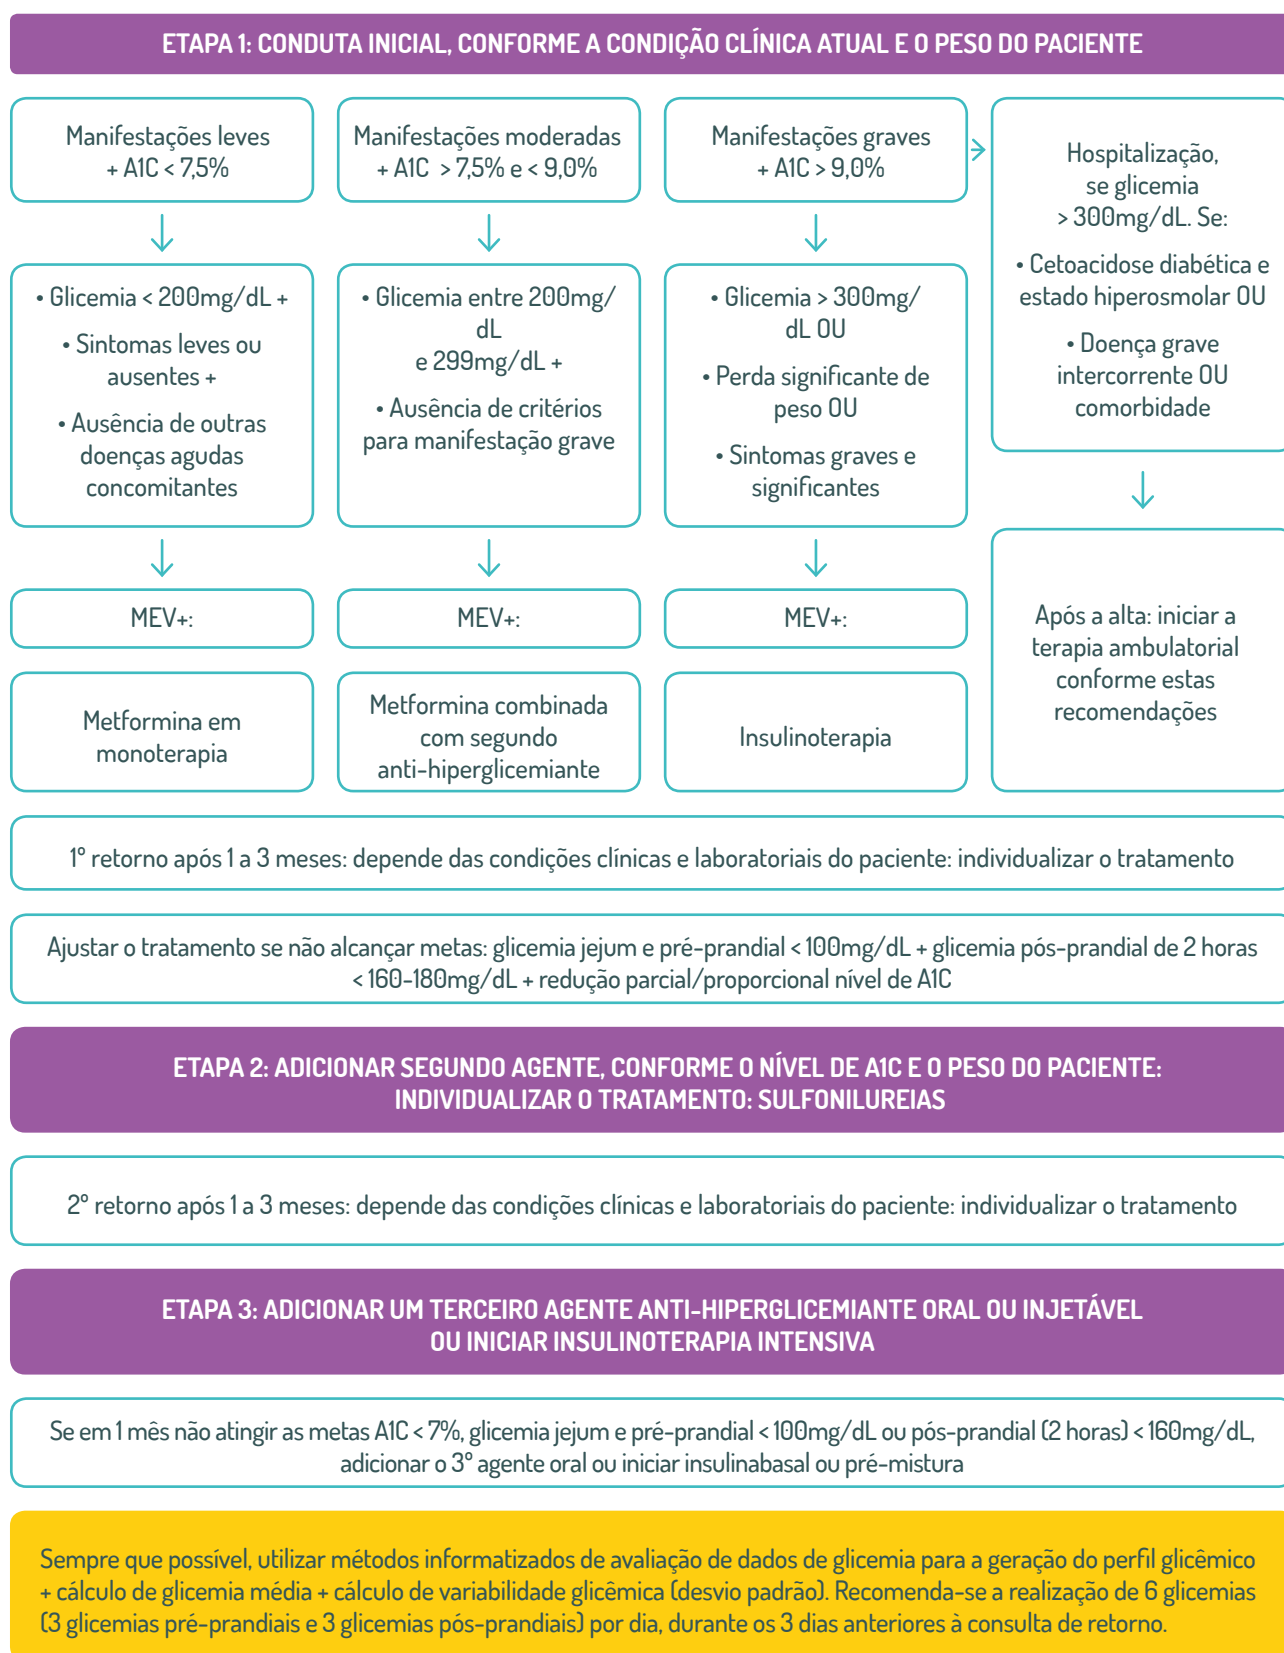 ETAPA 1: CONDUTA INICIAL, CONFORME A CONDIÇÃO CLÍNICA ATUAL E O PESO DO PACIENTE
Manifestações leves
+ A1C < 7,5%
• Glicemia < 200mg/dL +
• Sintomas leves ou
ausentes +
• Ausência de outras
doenças agudas
concomitantes
MEV+:
Metformina em
monoterapia
Manifestações moderadas
+ A1C > 7,5% e < 9,0%
• Glicemia entre 200mg/
dL
e 299mg/dL +
• Ausência de critérios
para manifestação grave
MEV+:
Metformina combinada
com segundo
anti-hiperglicemiante
Manifestações graves
+ A1C > 9,0%
• Glicemia > 300mg/
dL OU
• Perda significante de
peso OU
• Sintomas graves e
significantes
MEV+:
Insulinoterapia
Hospitalização,
se glicemia
> 300mg/dL. Se:
• Cetoacidose diabética e
estado hiperosmolar OU
• Doença grave
intercorrente OU
comorbidade
Após a alta: iniciar a
terapia ambulatorial
conforme estas
recomendações
1º retorno após 1 a 3 meses: depende das condições clínicas e laboratoriais do paciente: individualizar o tratamento
Ajustar o tratamento se não alcançar metas: glicemia jejum e pré-prandial < 100mg/dL + glicemia pós-prandial de 2 horas
< 160-180mg/dL + redução parcial/proporcional nível de A1C
ETAPA 2: ADICIONAR SEGUNDO AGENTE, CONFORME O NÍVEL DE A1C E O PESO DO PACIENTE:
INDIVIDUALIZAR O TRATAMENTO: SULFONILUREIAS
2º retorno após 1 a 3 meses: depende das condições clínicas e laboratoriais do paciente: individualizar o tratamento
ETAPA 3: ADICIONAR UM TERCEIRO AGENTE ANTI-HIPERGLICEMIANTE ORAL OU INJETÁVEL
OU INICIAR INSULINOTERAPIA INTENSIVA
Se em 1 mês não atingir as metas A1C < 7%, glicemia jejum e pré-prandial < 100mg/dL ou pós-prandial (2 horas) < 160mg/dL,
adicionar o 3º agente oral ou iniciar insulinabasal ou pré-mistura
Sempre que possível, utilizar métodos informatizados de avaliação de dados de glicemia para a geração do perfil glicêmico
+ cálculo de glicemia média + cálculo de variabilidade glicêmica (desvio padrão). Recomenda-se a realização de 6 glicemias
(3 glicemias pré-prandiais e 3 glicemias pós-prandiais) por dia, durante os 3 dias anteriores à consulta de retorno.